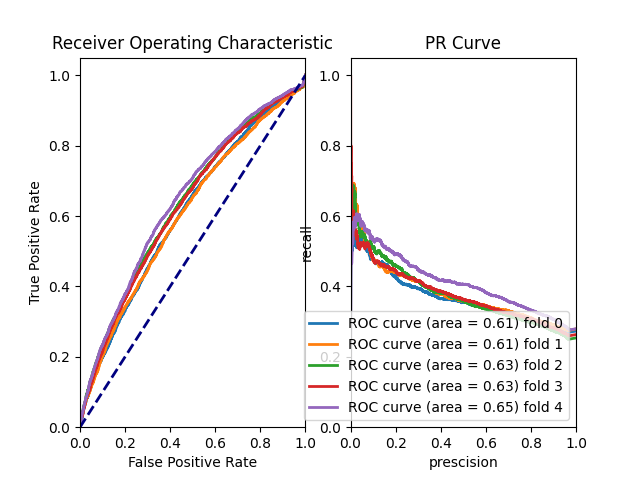 Receiver Operating Characteristic
1.0
0.8
0.6
0.4
0.2
0.0
True Positive Rate
0.0 0.2 0.4 0.6 0.8 1.0
False Positive Rate
PR Curve
1.0
0.8
0.6
0.4
0.2
0.0
recall
ROC curve (area = 0.61) fold 0
ROC curve (area = 0.61) fold 1
ROC curve (area = 0.63) fold 2
ROC curve (area = 0.63) fold 3
ROC curve (area = 0.65) fold 4
0.0 0.2 0.4 0.6 0.8 1.0
prescision